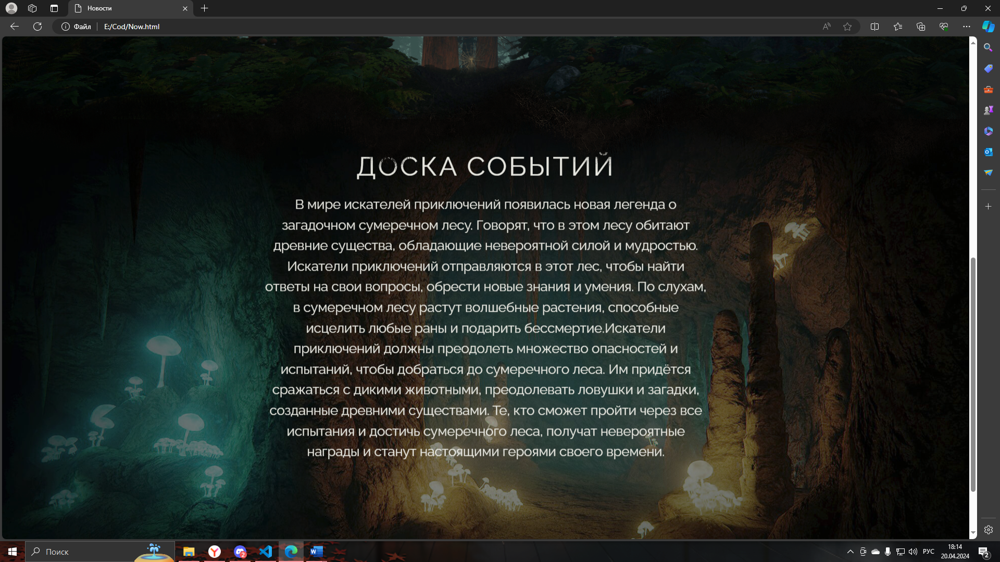 Новости
Файл
E:/Cod/Now.html
ДОСКА СОБЫТИЙ
В мире искателей приключений появилась новая легенда о
загадочном сумеречном лесу. Говорят, что в этом лесу обитают
древние существа, обладающие невероятной силой и мудростью.
Искатели приключений отправляются в этот лес, чтобы найти
ответы на свои вопросы, обрести новые знания и умения. По слухам,
в сумеречном лесу растут волшебные растения, способные
исцелить любые раны и подарить бессмертие.Искатели
приключений должны преодолеть множество опасностей и
испытаний, чтобы добраться до сумеречного леса. Им придётся
сражаться с дикими животными, преодолевать ловушки и загадки,
созданные древними существами. Те, кто сможет пройти через все
испытания и достичь сумеречного леса, получат невероятные
награды и станут настоящими героями своего времени.
Поиск
2
РУС
18:14
20.04.2024
2